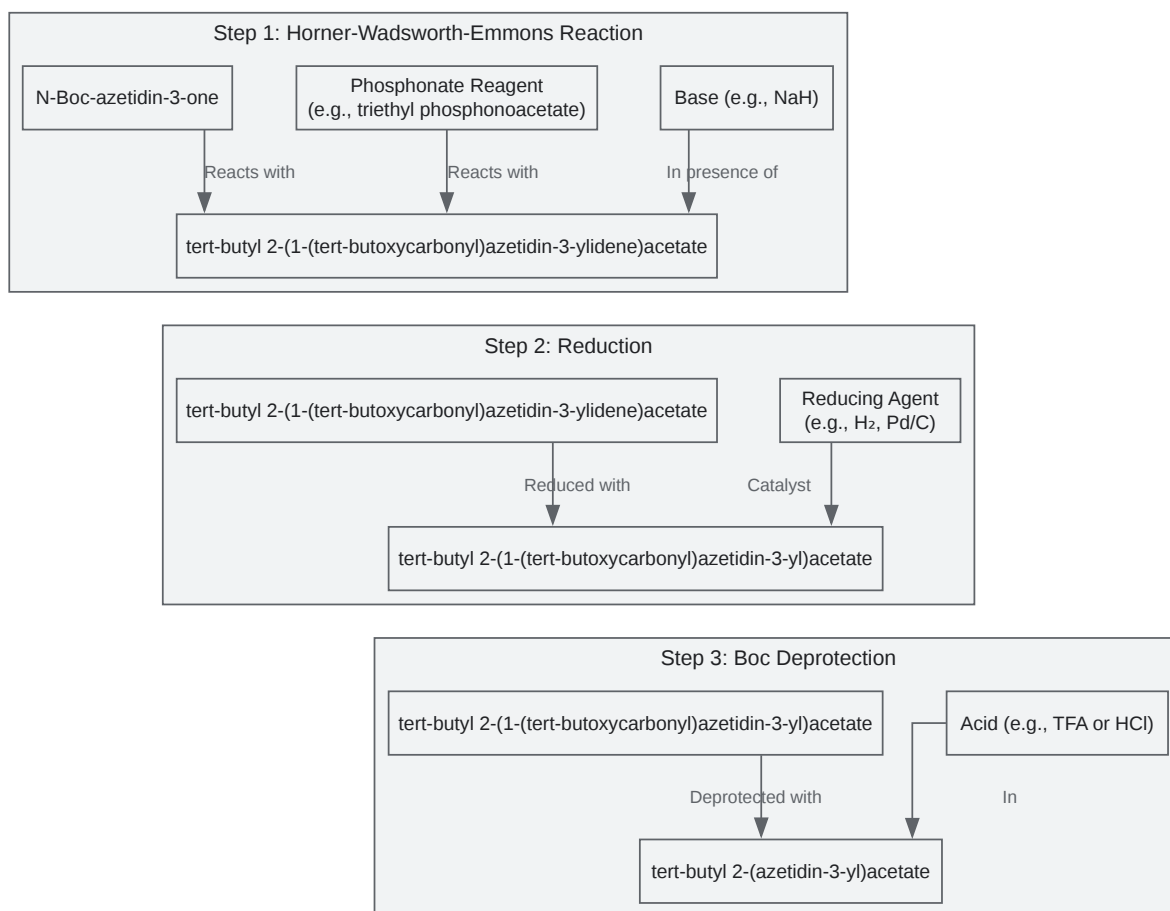 Step 1: Horner-Wadsworth-Emmons Reaction
N-Boc-azetidin-3-one
Phosphonate Reagent
(e.g., triethyl phosphonoacetate)
Base (e.g., NaH)
Reacts with
Reacts with
In presence of
tert-butyl 2-(1-(tert-butoxycarbonyl)azetidin-3-ylidene)acetate
Step 2: Reduction
tert-butyl 2-(1-(tert-butoxycarbonyl)azetidin-3-ylidene)acetate
Reducing Agent
(e.g., H₂, Pd/C)
Reduced with
Catalyst
tert-butyl 2-(1-(tert-butoxycarbonyl)azetidin-3-yl)acetate
Step 3: Boc Deprotection
tert-butyl 2-(1-(tert-butoxycarbonyl)azetidin-3-yl)acetate
Acid (e.g., TFA or HCl)
Deprotected with
In
tert-butyl 2-(azetidin-3-yl)acetate